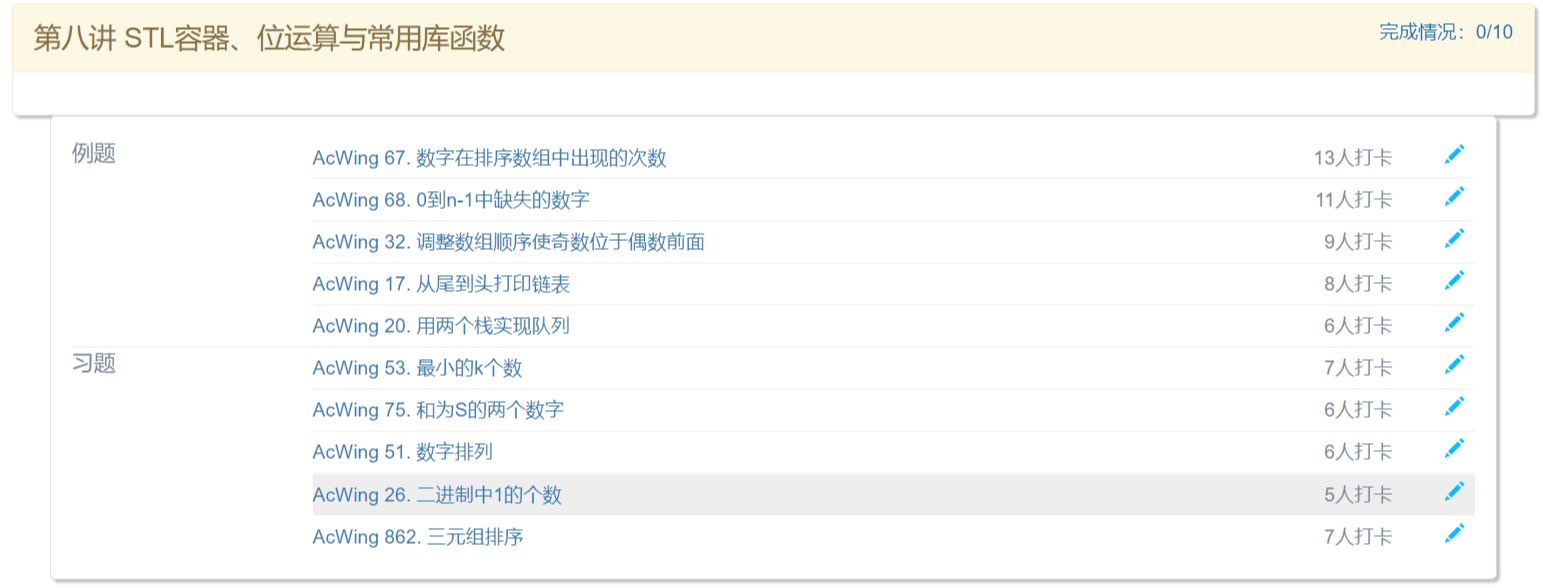 第八讲 STL容器、位运算与常用库函数 完成情况：0/10
例题 AcWing 67. 数字在排序数组中出现的次数 13人打卡
AcWing 68. 0到n-1中缺失的数字 11人打卡
AcWing 32. 调整数组顺序使奇数位于偶数前面 9人打卡
AcWing 17. 从尾到头打印链表 8人打卡
AcWing 20. 用两个栈实现队列 6人打卡
习题 AcWing 53. 最小的k个数 7人打卡
AcWing 75. 和为S的两个数字 6人打卡
AcWing 51. 数字排列 6人打卡
AcWing 26. 二进制中1的个数 5人打卡
AcWing 862. 三元组排序 7人打卡